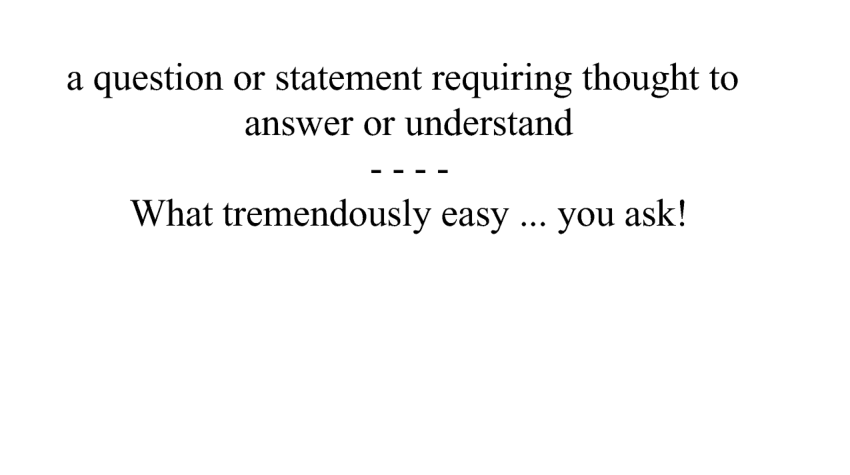 a question or statement requiring thought to
answer or understand
- - - -
What tremendously easy ... you ask!